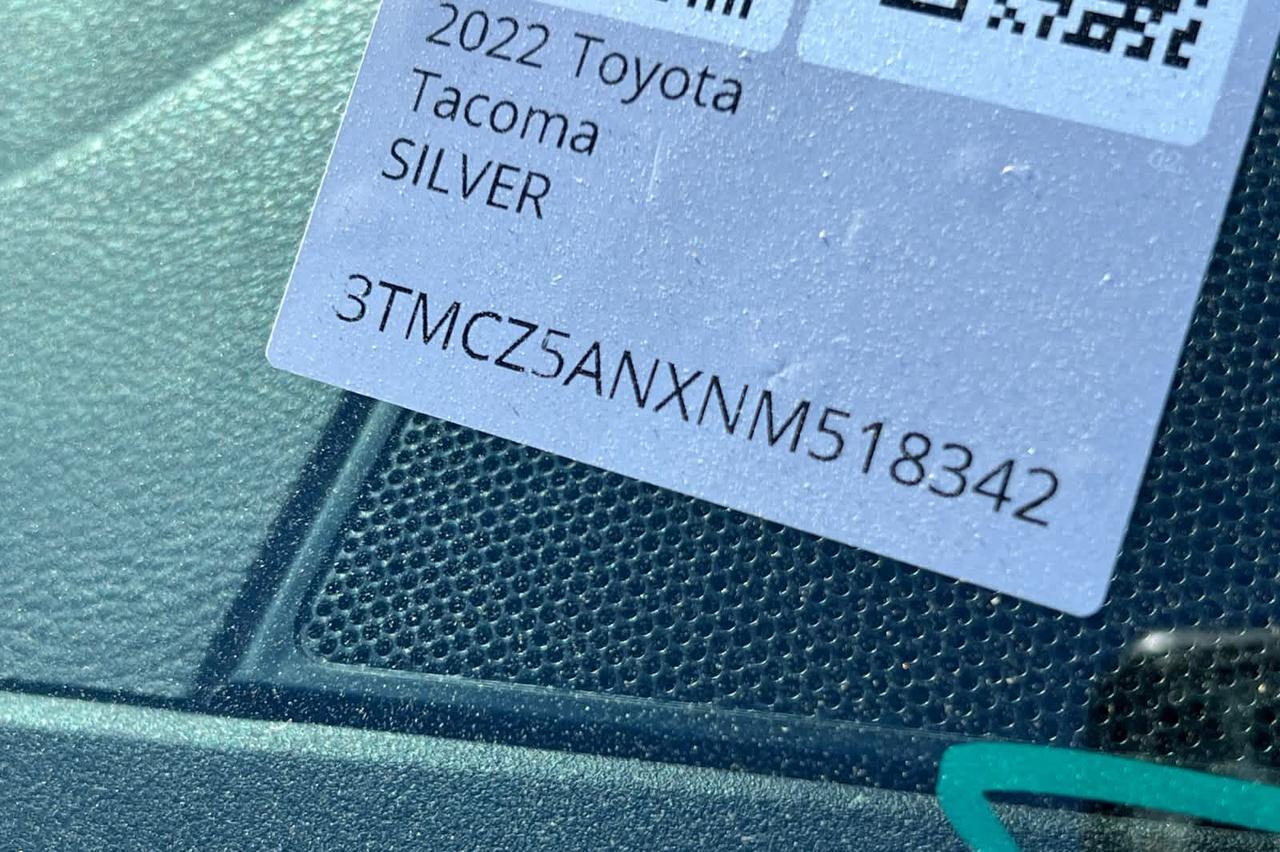 2022 Toyota
Tacoma
SILVER
3TMCZ5ANXNM518342